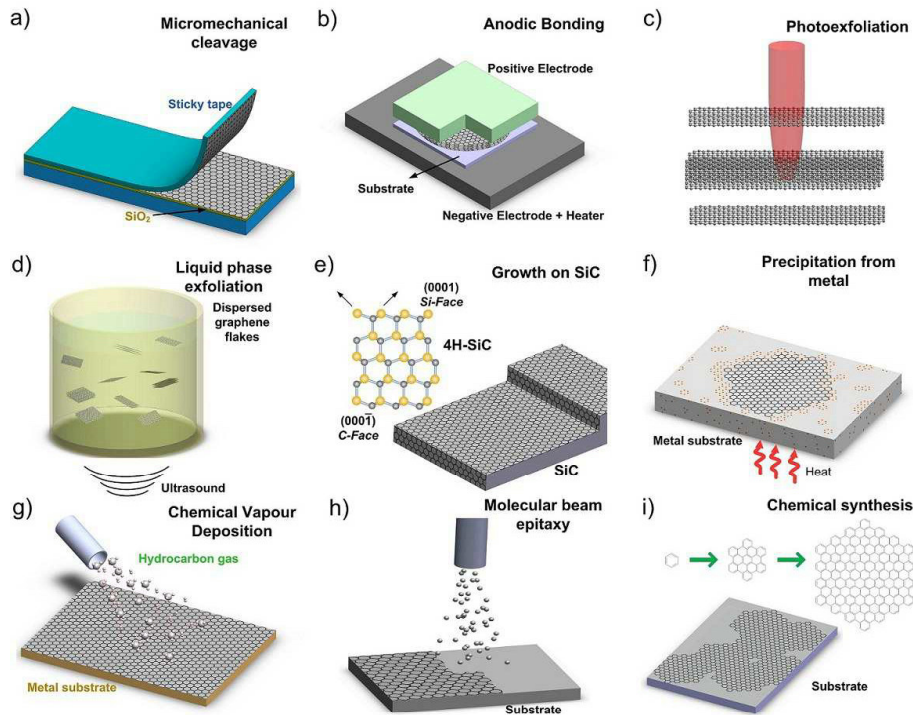 a)
Micromechanical
cleavage
Sticky tape
SiO₂
b)
Anodic Bonding
Positive Electrode
Substrate
Negative Electrode + Heater
c)
Photoexfoliation
d)
Liquid phase
exfoliation
Dispersed
graphene
flakes
Ultrasound
e)
Growth on SiC
(0001)
Si-Face
4H-SiC
(0001̅)
C-Face
SiC
f)
Precipitation from
metal
Metal substrate
Heat
g)
Chemical Vapour
Deposition
Hydrocarbon gas
Metal substrate
h)
Molecular beam
epitaxy
Substrate
i)
Chemical synthesis
Substrate